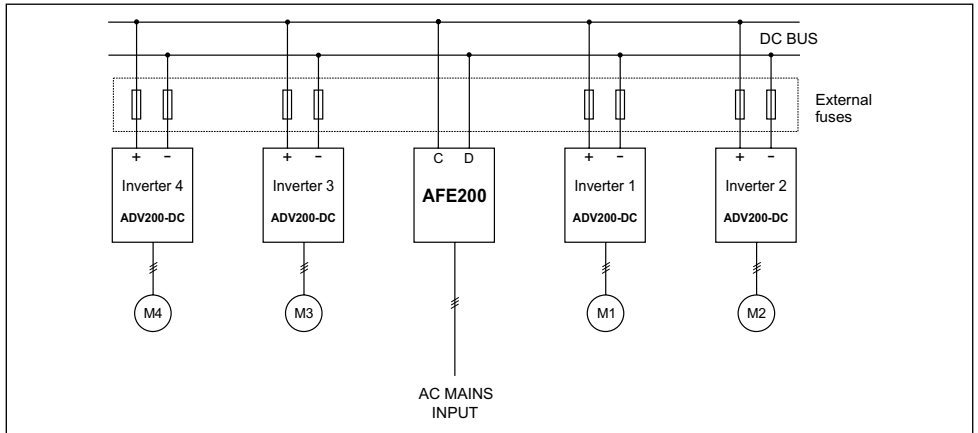 DC BUS
External
fuses
+ −
+ −
C D
+ −
+ −
Inverter 4
ADV200-DC
Inverter 3
ADV200-DC
AFE200
Inverter 1
ADV200-DC
Inverter 2
ADV200-DC
M4
M3
M1
M2
AC MAINS
INPUT